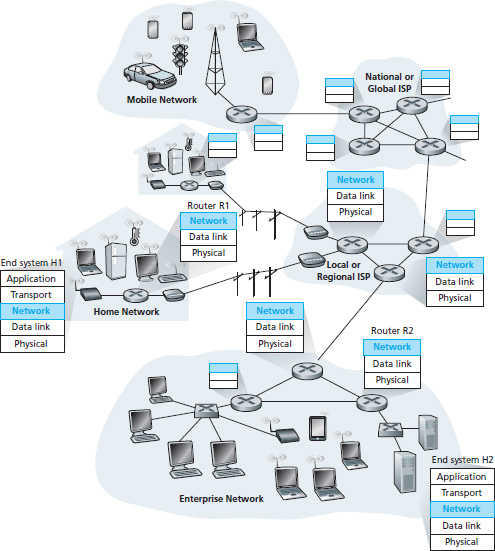 Mobile Network
National or
Global ISP
Router R1
Network
Data link
Physical
Network
Data link
Physical
End system H1
Application
Transport
Network
Data link
Physical
Home Network
Local or
Regional ISP
Network
Data link
Physical
Network
Data link
Physical
Router R2
Network
Data link
Physical
Enterprise Network
End system H2
Application
Transport
Network
Data link
Physical